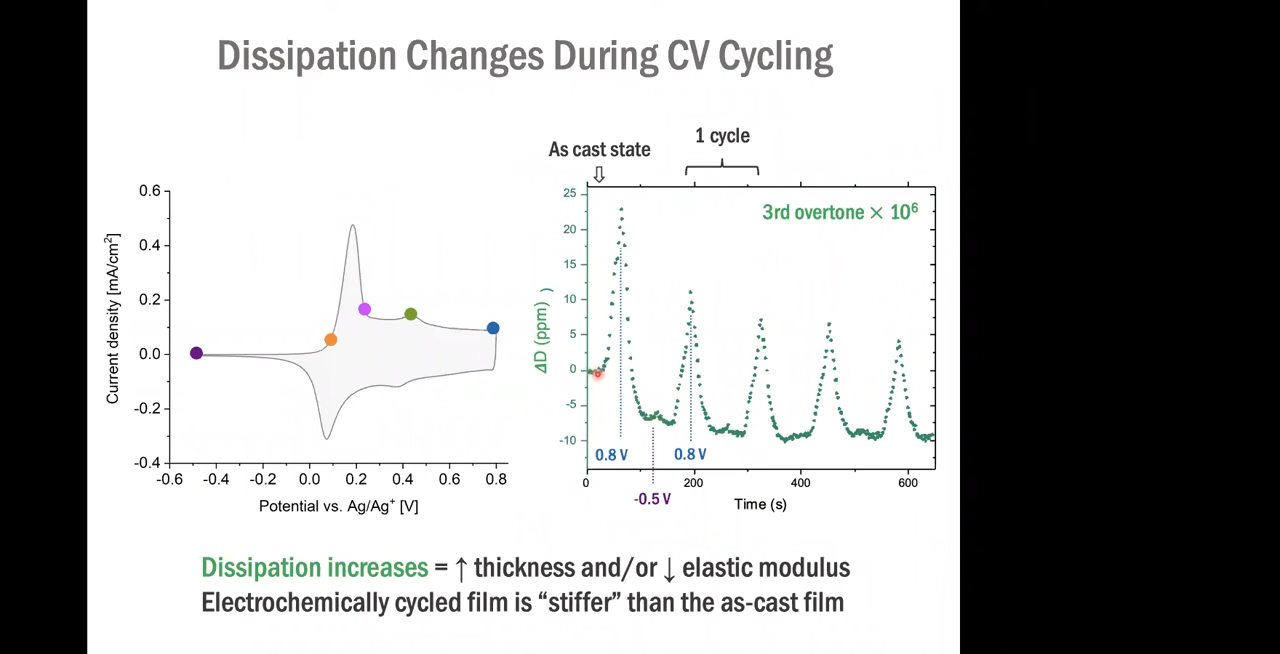 Dissipation Changes During CV Cycling
As cast state
1 cycle
3rd overtone × 10⁶
Current density [mA/cm²]
0.6
0.4
0.2
0.0
-0.2
-0.4
-0.6 -0.4 -0.2 0.0 0.2 0.4 0.6 0.8
Potential vs. Ag/Ag⁺ [V]
ΔD (ppm) )
25
20
15
10
5
0
-5
-10
0.8 V 0.8 V
-0.5 V
0 200 400 600
Time (s)
Dissipation increases = ↑ thickness and/or ↓ elastic modulus
Electrochemically cycled film is “stiffer” than the as-cast film